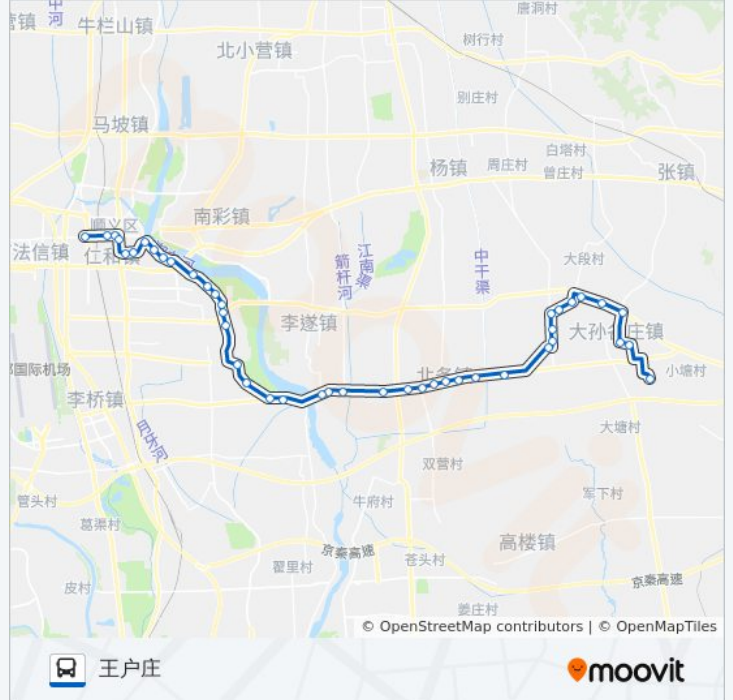 中河
唐洞村
营镇
牛栏山镇
树行村
北小营镇
别庄村
马坡镇
白塔村
杨镇
周庄村
曾庄村
张镇
南彩镇
顺义区
法信镇
仁和镇
江南渠
箭杆河
中干渠
大段村
李遂镇
大孙各庄镇
国际机场
北务镇
小塘村
李桥镇
大塘村
月牙河
双营村
管头村
牛府村
军下村
葛渠村
高楼镇
京秦高速
苍头村
翟里村
皮村
京秦高速
姜庄村
© OpenStreetMap contributors | © OpenMapTiles
王户庄
moovit